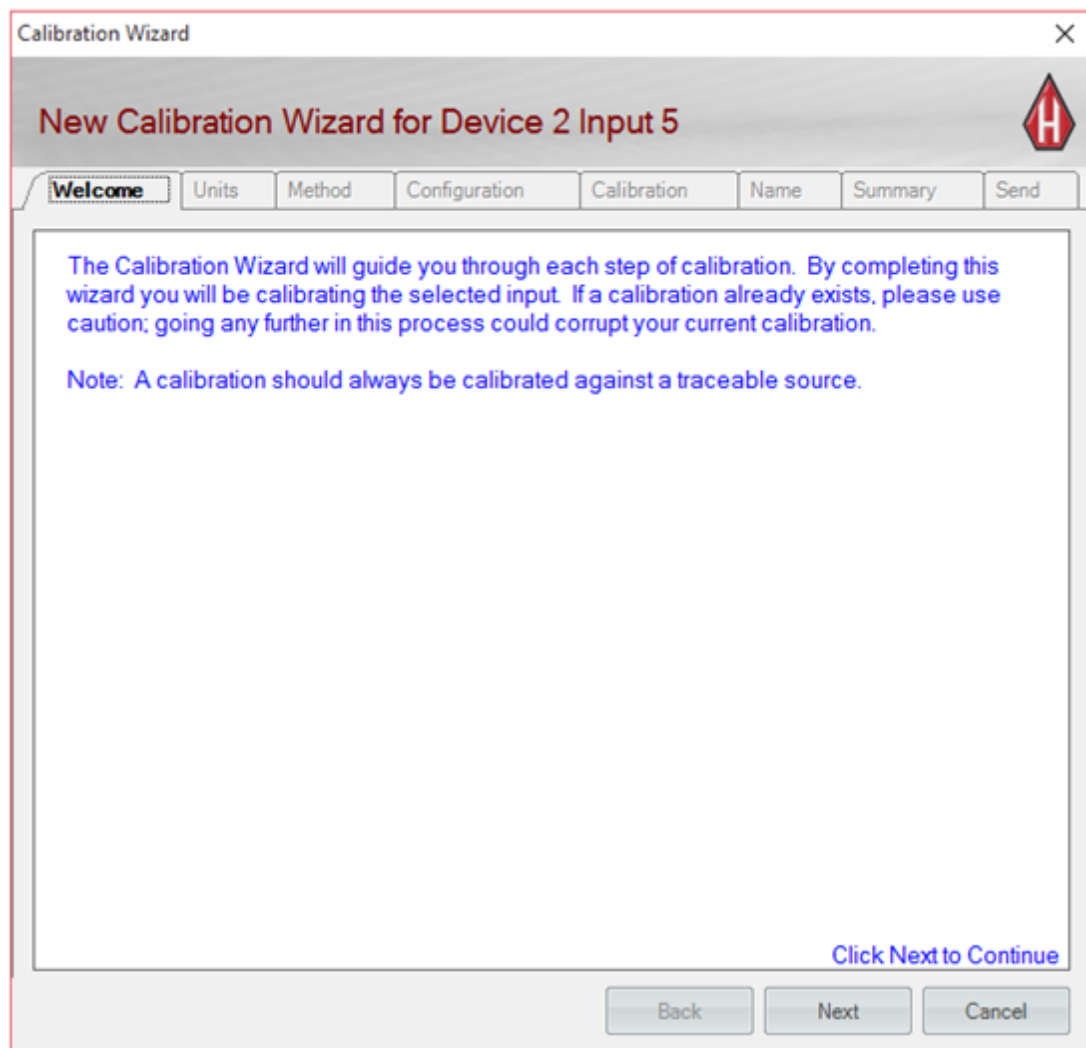 Calibration Wizard
New Calibration Wizard for Device 2 Input 5
H
Welcome Units Method Configuration Calibration Name Summary Send
The Calibration Wizard will guide you through each step of calibration.  By completing this
wizard you will be calibrating the selected input.  If a calibration already exists, please use
caution; going any further in this process could corrupt your current calibration.
Note:  A calibration should always be calibrated against a traceable source.
Click Next to Continue
Back Next Cancel